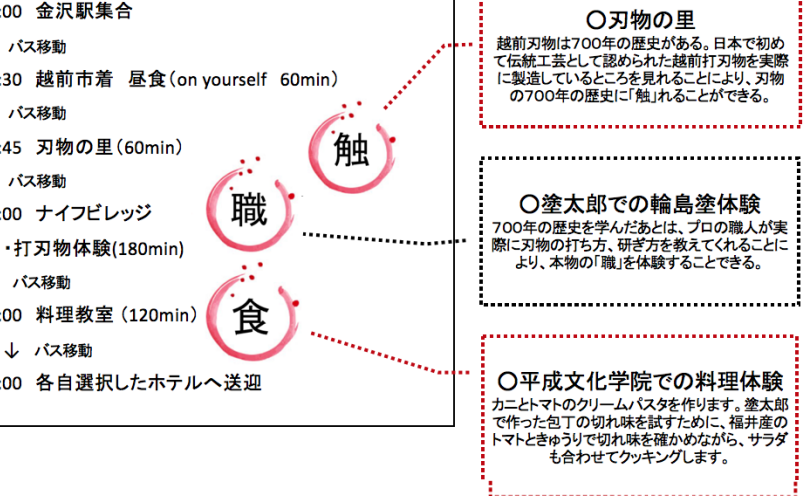 :00 金沢駅集合
バス移動
:30 越前市着 昼食(on yourself 60min)
バス移動
:45 刃物の里(60min)
バス移動
:00 ナイフビレッジ
・打刃物体験(180min)
バス移動
:00 料理教室(120min)
↓ バス移動
:00 各自選択したホテルへ送迎
触
職
食
〇刃物の里
越前刃物は700年の歴史がある。日本で初め
て伝統工芸として認められた越前打刃物を実際
に製造しているところを見れることにより、刃物
の700年の歴史に「触」れることができる。
〇塗太郎での輪島塗体験
700年の歴史を学んだあとは、プロの職人が実
際に刃物の打ち方、研ぎ方を教えてくれることに
より、本物の「職」を体験することできる。
〇平成文化学院での料理体験
カニとトマトのクリームパスタを作ります。塗太郎
で作った包丁の切れ味を試すために、福井産の
トマトときゅうりで切れ味を確かめながら、サラダ
も合わせてクッキングします。